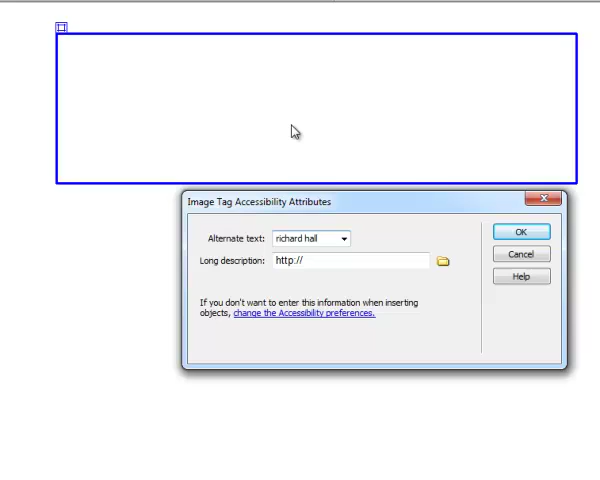 Image Tag Accessibility Attributes
Alternate text: richard hall
OK
Long description: http://
Cancel
Help
If you don't want to enter this information when inserting
objects, change the Accessibility preferences.